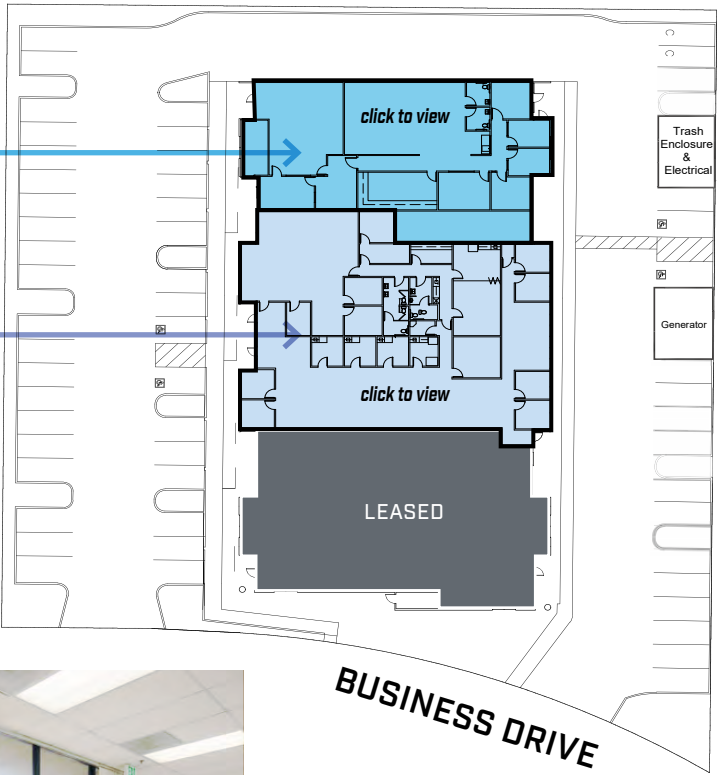 click to view
Trash
Enclosure
&
Electrical
Generator
click to view
LEASED
BUSINESS DRIVE